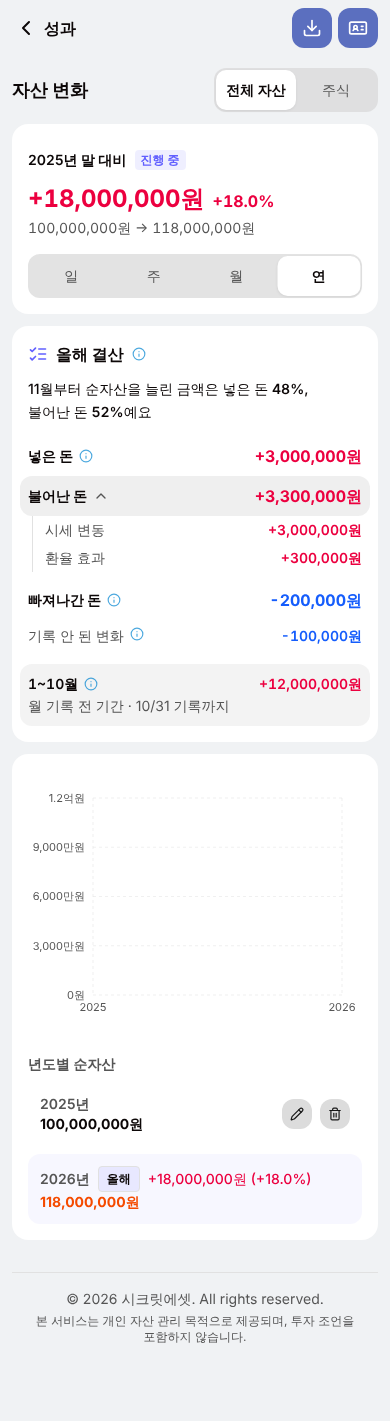 성과
자산 변화
전체 자산 주식
2025년 말 대비 진행 중
+18,000,000원 +18.0%
100,000,000원 → 118,000,000원
일 주 월 연
올해 결산
11월부터 순자산을 늘린 금액은 넣은 돈 48%,
불어난 돈 52%예요
넣은 돈 +3,000,000원
불어난 돈 +3,300,000원
시세 변동 +3,000,000원
환율 효과 +300,000원
빠져나간 돈 -200,000원
기록 안 된 변화 -100,000원
1~10월 +12,000,000원
월 기록 전 기간 · 10/31 기록까지
1.2억원
9,000만원
6,000만원
3,000만원
0원
2025 2026
년도별 순자산
2025년
100,000,000원
2026년 올해 +18,000,000원 (+18.0%)
118,000,000원
© 2026 시크릿에셋. All rights reserved.
본 서비스는 개인 자산 관리 목적으로 제공되며, 투자 조언을
포함하지 않습니다.